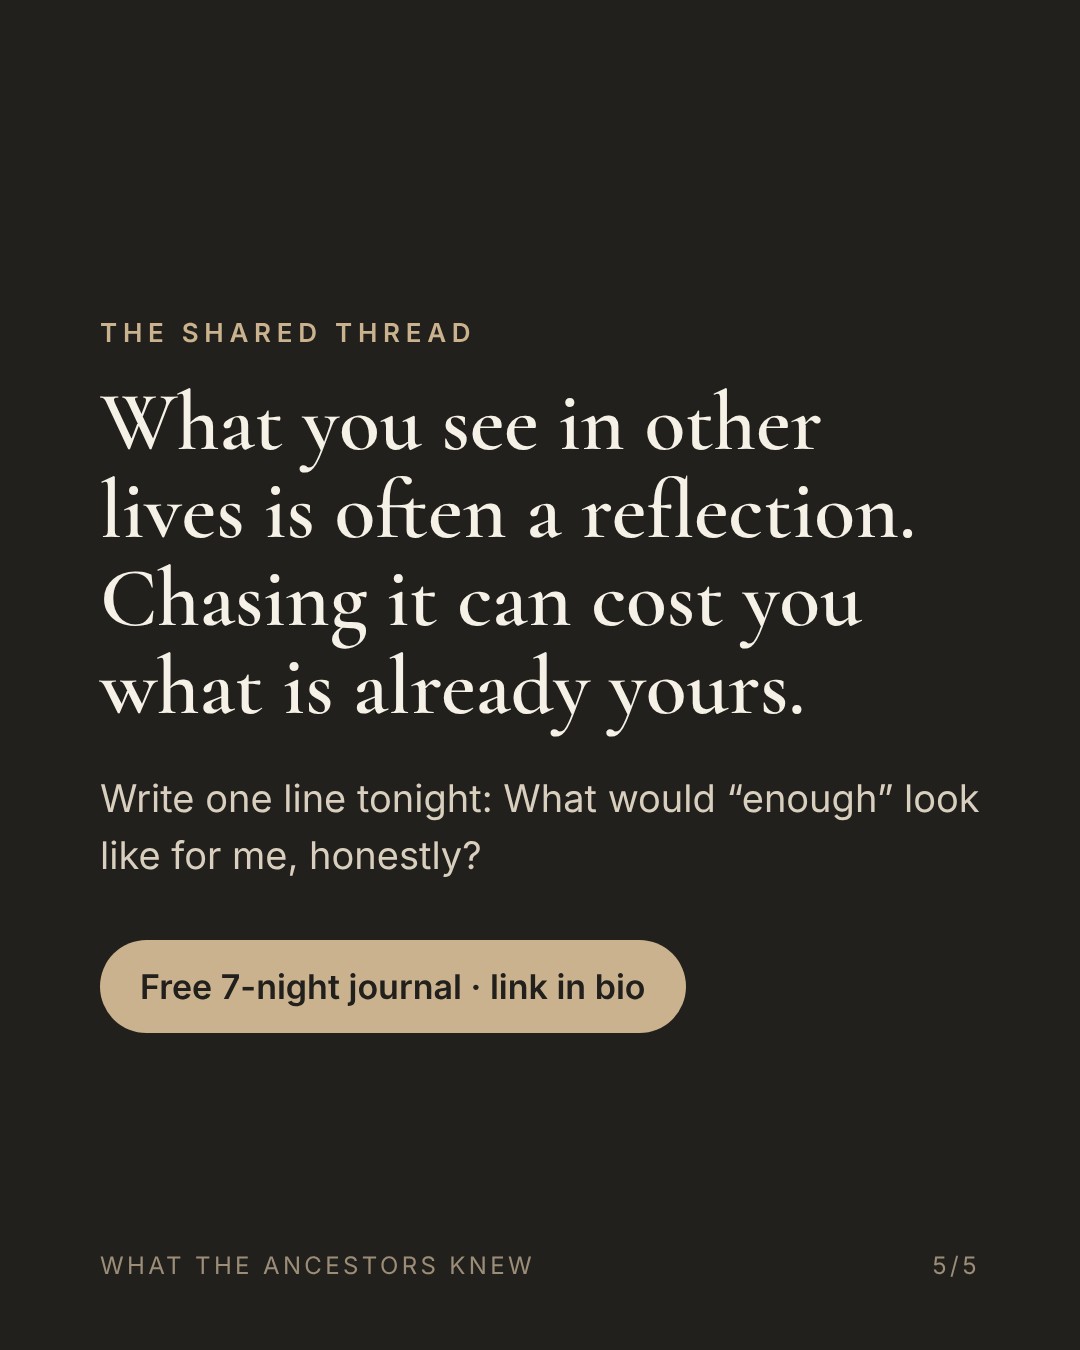 THE SHARED THREAD
What you see in other
lives is often a reflection.
Chasing it can cost you
what is already yours.
Write one line tonight: What would “enough” look
like for me, honestly?
Free 7-night journal · link in bio
WHAT THE ANCESTORS KNEW
5/5